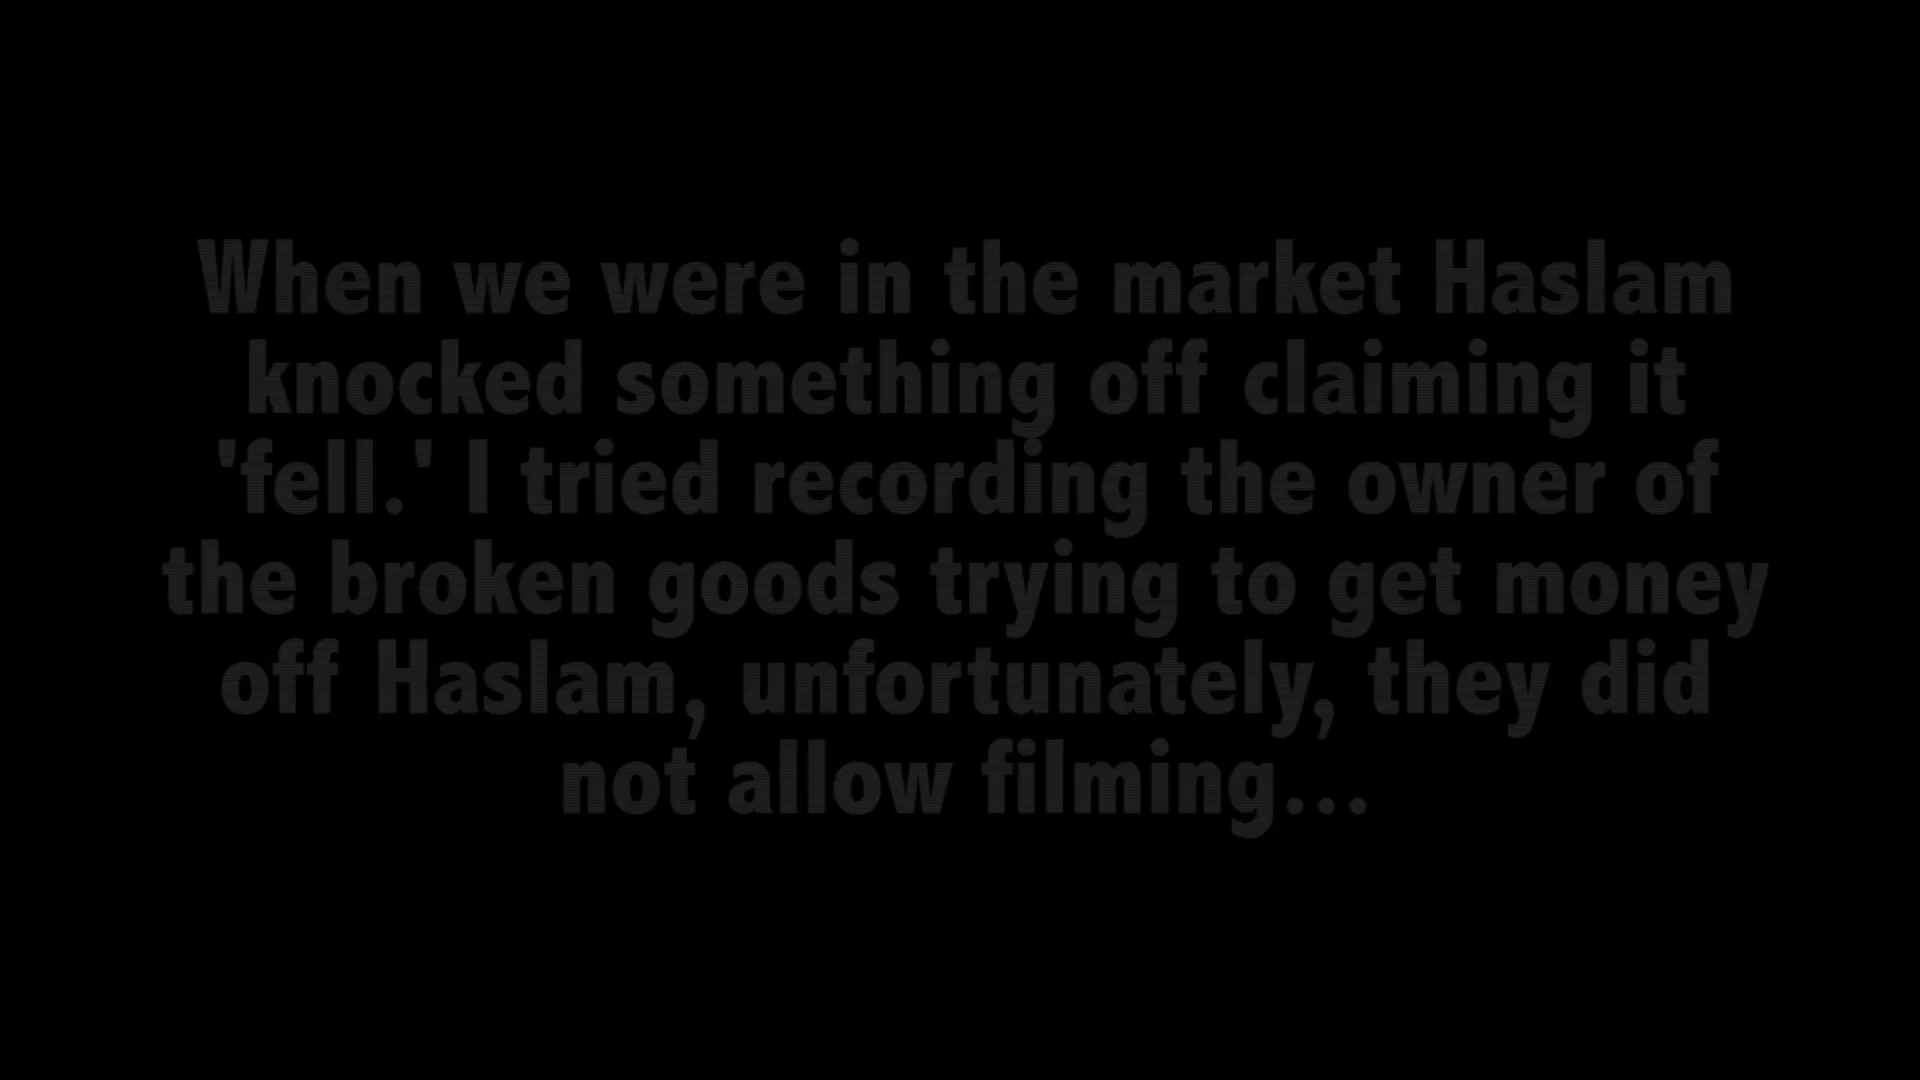 When we were in the market Haslam
knocked something off claiming it
'fell.' I tried recording the owner of
the broken goods trying to get money
off Haslam, unfortunately, they did
not allow filming...